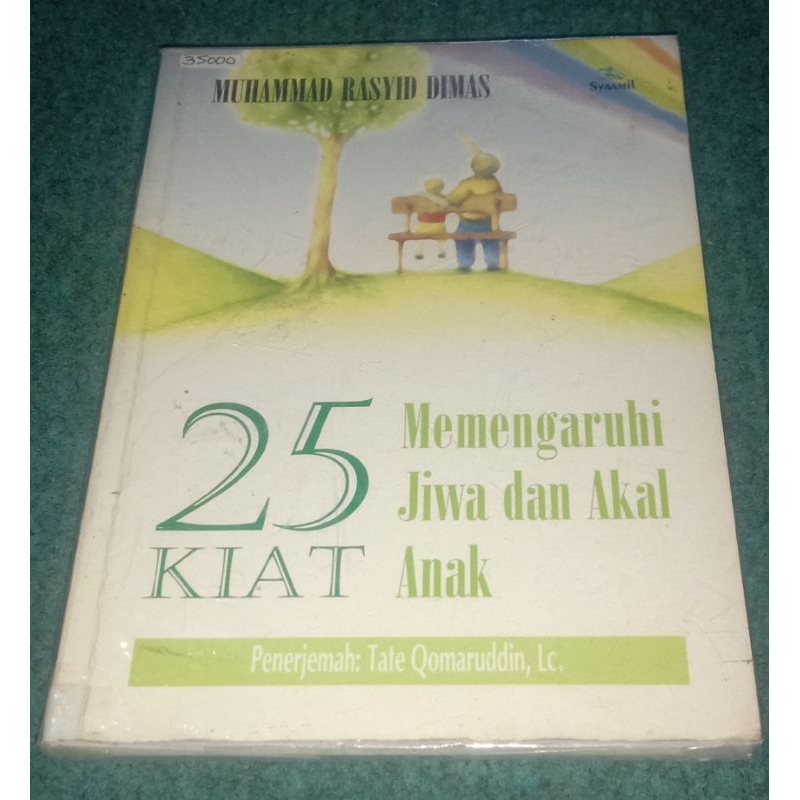 35000
MUHAMMAD RASYID DIMAS
Syaamil
25
KIAT
Memengaruhi
Jiwa dan Akal
Anak
Penerjemah: Tate Qomaruddin, Lc.